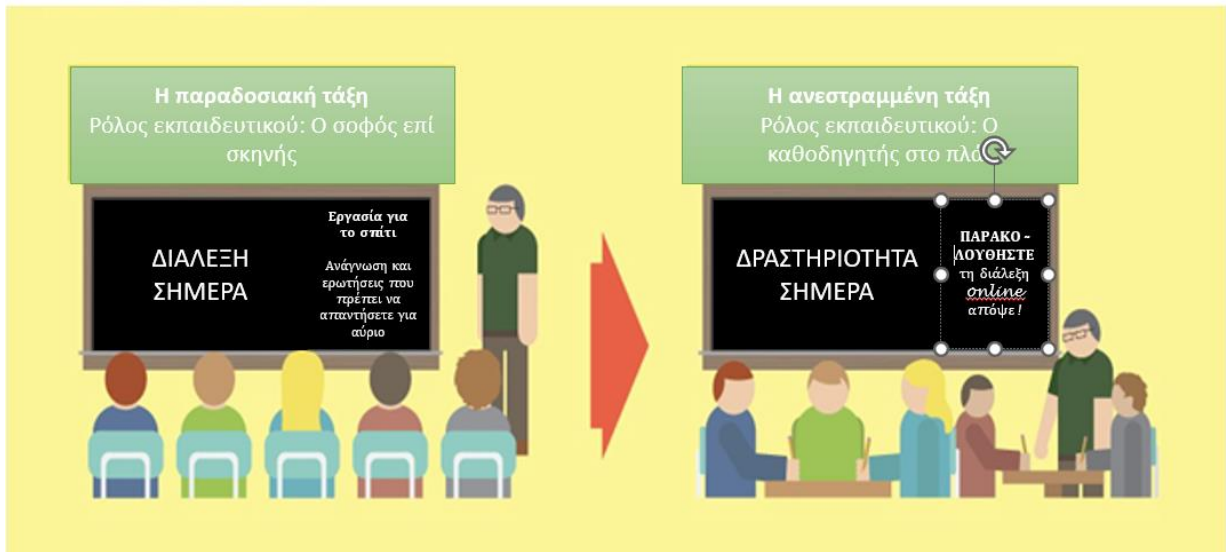 Η παραδοσιακή τάξη
Ρόλος εκπαιδευτικού: Ο σοφός επί
σκηνής
ΔΙΑΛΕΞΗ
ΣΗΜΕΡΑ
Εργασία για
το σπίτι
Ανάγνωση και
ερωτήσεις που
πρέπει να
απαντήσετε για
αύριο
Η ανεστραμμένη τάξη
Ρόλος εκπαιδευτικού: Ο
καθοδηγητής στο
ΔΡΑΣΤΗΡΙΟΤΗΤΑ
ΣΗΜΕΡΑ
ΠΑΡΑΚΟ -
ΛΟΥΘΗΣΤΕ
τη διάλεξη
online
απόψε!